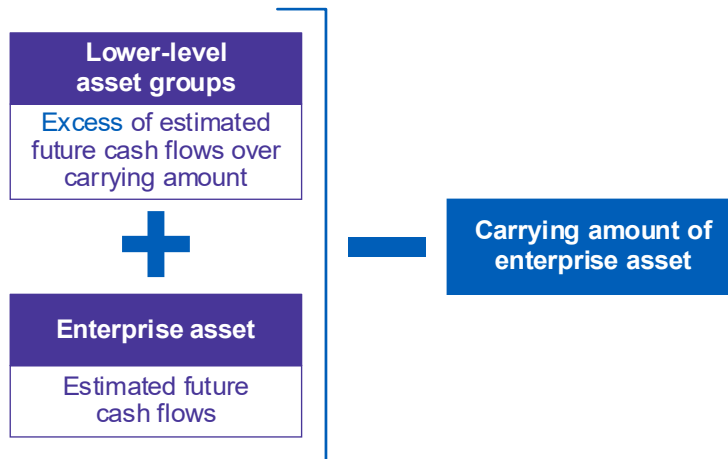 Lower-level
asset groups
Excess of estimated
future cash flows over
carrying amount
Enterprise asset
Estimated future
cash flows
Carrying amount of
enterprise asset